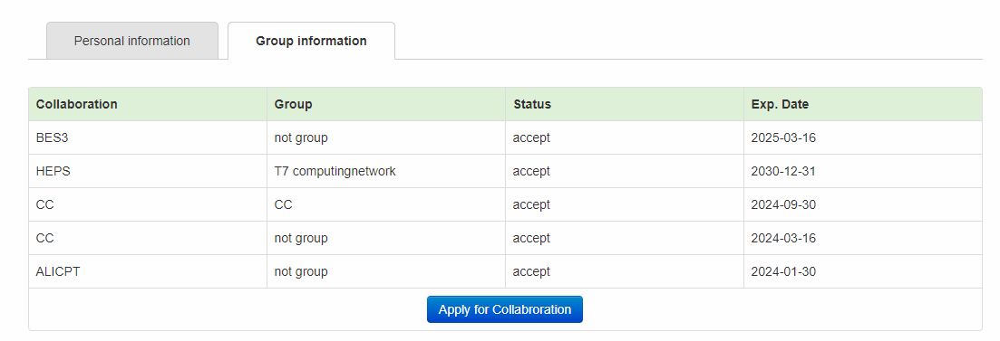 Personal information Group information
Collaboration Group Status Exp. Date
BES3 not group accept 2025-03-16
HEPS T7 computingnetwork accept 2030-12-31
CC CC accept 2024-09-30
CC not group accept 2024-03-16
ALICPT not group accept 2024-01-30
Apply for Collabroration